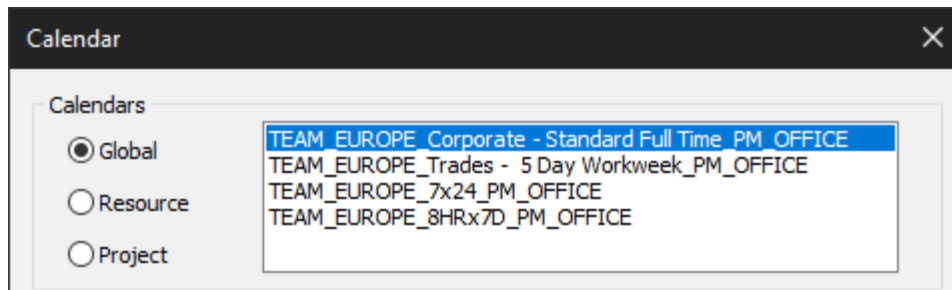 Calendar
Calendars
Global
Resource
Project
TEAM_EUROPE_Corporate - Standard Full Time_PM_OFFICE
TEAM_EUROPE_Trades -  5 Day Workweek_PM_OFFICE
TEAM_EUROPE_7x24_PM_OFFICE
TEAM_EUROPE_8HRx7D_PM_OFFICE